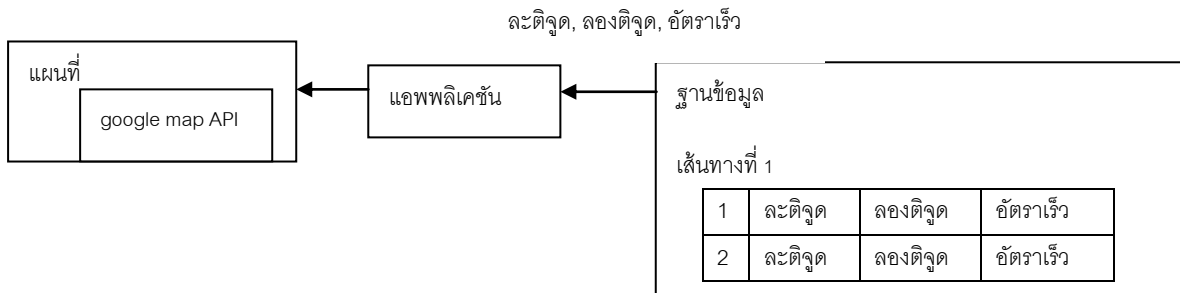 ละติจูด, ลองติจูด, อัตราเร็ว
แผนที่
google map API
แอพพลิเคชัน
ฐานข้อมูล
เส้นทางที่ 1
1 ละติจูด ลองติจูด อัตราเร็ว
2 ละติจูด ลองติจูด อัตราเร็ว